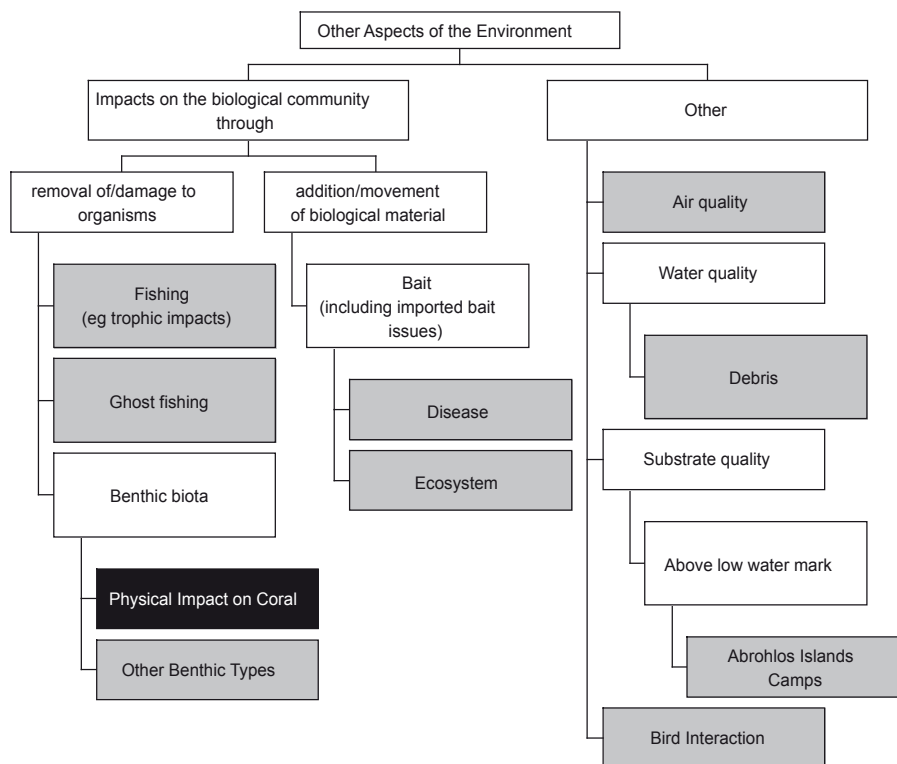 Other Aspects of the Environment
Impacts on the biological community
through
Other
removal of/damage to
organisms
addition/movement
of biological material
Fishing
(eg trophic impacts)
Ghost fishing
Benthic biota
Physical Impact on Coral
Other Benthic Types
Bait
(including imported bait
issues)
Disease
Ecosystem
Air quality
Water quality
Debris
Substrate quality
Above low water mark
Abrohlos Islands
Camps
Bird Interaction